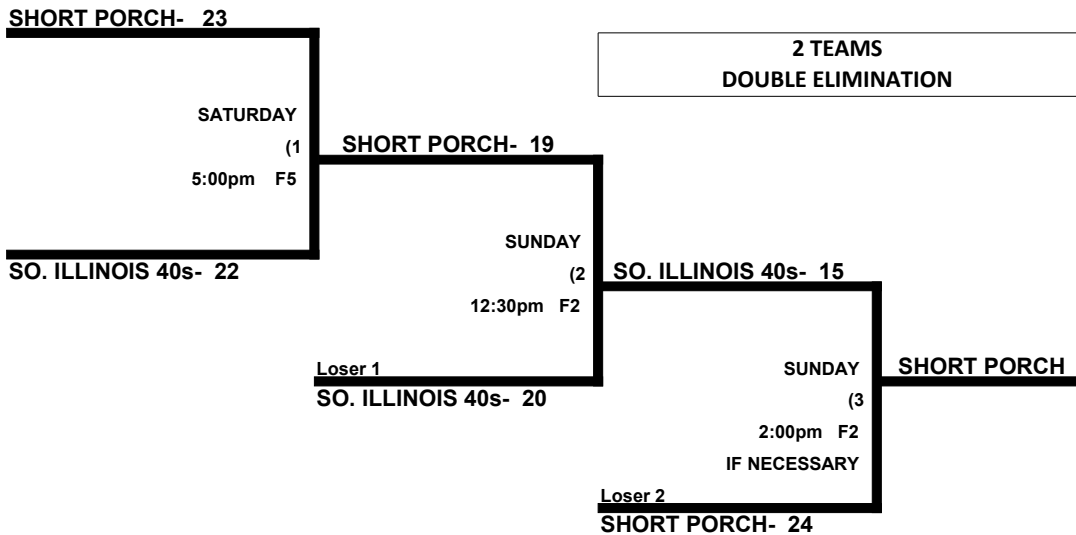 SHORT PORCH- 23
2 TEAMS
DOUBLE ELIMINATION
SATURDAY
(1
5:00pm F5
SHORT PORCH- 19
SO. ILLINOIS 40s- 22
SUNDAY
(2
12:30pm F2
SO. ILLINOIS 40s- 15
Loser 1
SO. ILLINOIS 40s- 20
SUNDAY
(3
2:00pm F2
IF NECESSARY
SHORT PORCH
Loser 2
SHORT PORCH- 24